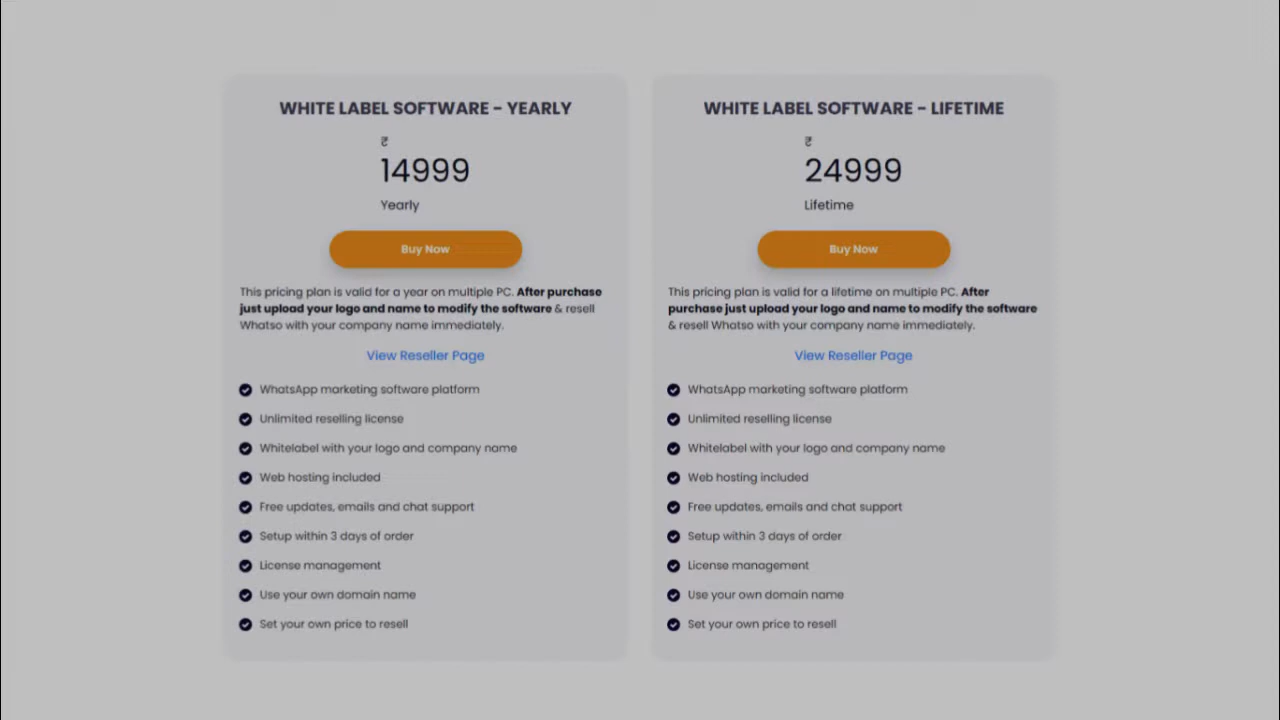 WHITE LABEL SOFTWARE - YEARLY
₹
14999
Yearly
Buy Now
This pricing plan is valid for a year on multiple PC. After purchase
just upload your logo and name to modify the software & resell
Whatso with your company name immediately.
View Reseller Page
WhatsApp marketing software platform
Unlimited reselling license
Whitelabel with your logo and company name
Web hosting included
Free updates, emails and chat support
Setup within 3 days of order
License management
Use your own domain name
Set your own price to resell
WHITE LABEL SOFTWARE - LIFETIME
₹
24999
Lifetime
Buy Now
This pricing plan is valid for a lifetime on multiple PC. After
purchase just upload your logo and name to modify the software
& resell Whatso with your company name immediately.
View Reseller Page
WhatsApp marketing software platform
Unlimited reselling license
Whitelabel with your logo and company name
Web hosting included
Free updates, emails and chat support
Setup within 3 days of order
License management
Use your own domain name
Set your own price to resell